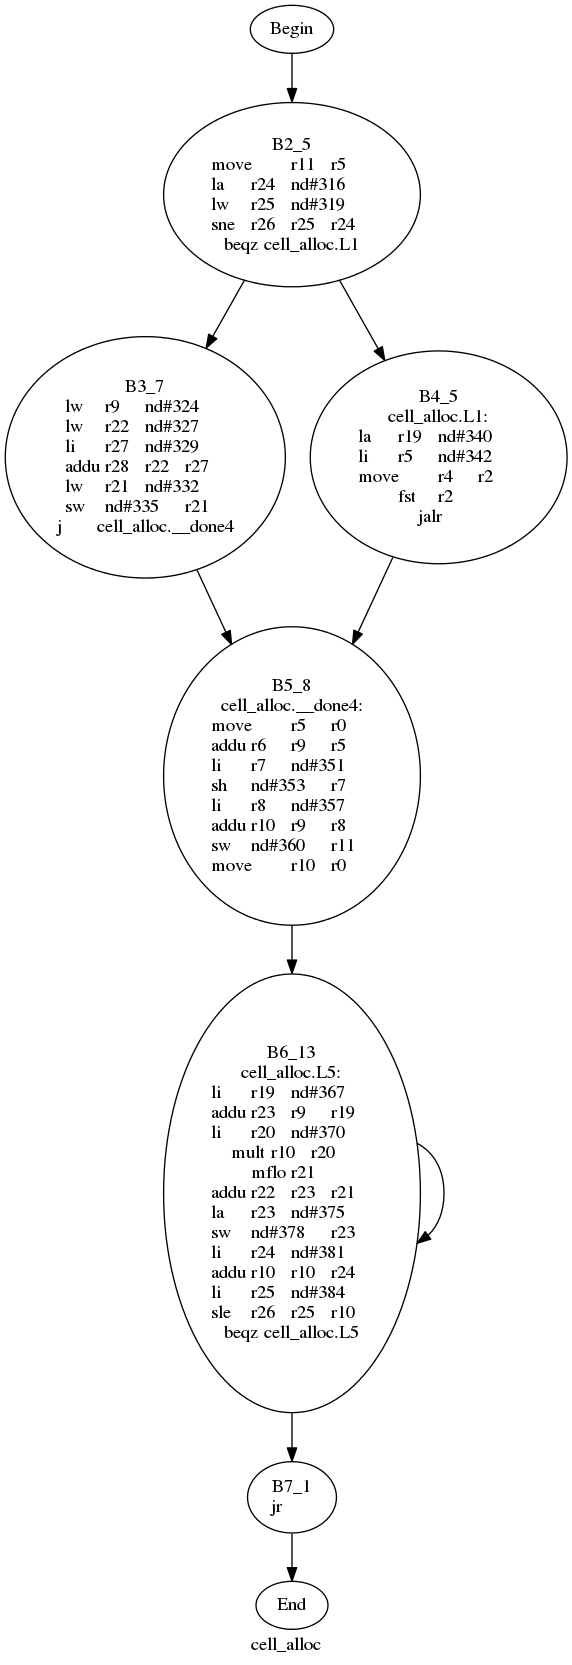 Begin
B2_5
move r11 r5
la r24 nd#316
lw r25 nd#319
sne r26 r25 r24
beqz cell_alloc.L1
B3_7
lw r9 nd#324
lw r22 nd#327
li r27 nd#329
addu r28 r22 r27
lw r21 nd#332
sw nd#335 r21
j cell_alloc.__done4
B4_5
cell_alloc.L1:
la r19 nd#340
li r5 nd#342
move r4 r2
fst r2
jalr
B5_8
cell_alloc.__done4:
move r5 r0
addu r6 r9 r5
li r7 nd#351
sh nd#353 r7
li r8 nd#357
addu r10 r9 r8
sw nd#360 r11
move r10 r0
B6_13
cell_alloc.L5:
li r19 nd#367
addu r23 r9 r19
li r20 nd#370
mult r10 r20
mflo r21
addu r22 r23 r21
la r23 nd#375
sw nd#378 r23
li r24 nd#381
addu r10 r10 r24
li r25 nd#384
sle r26 r25 r10
beqz cell_alloc.L5
B7_1
jr
End
cell_alloc